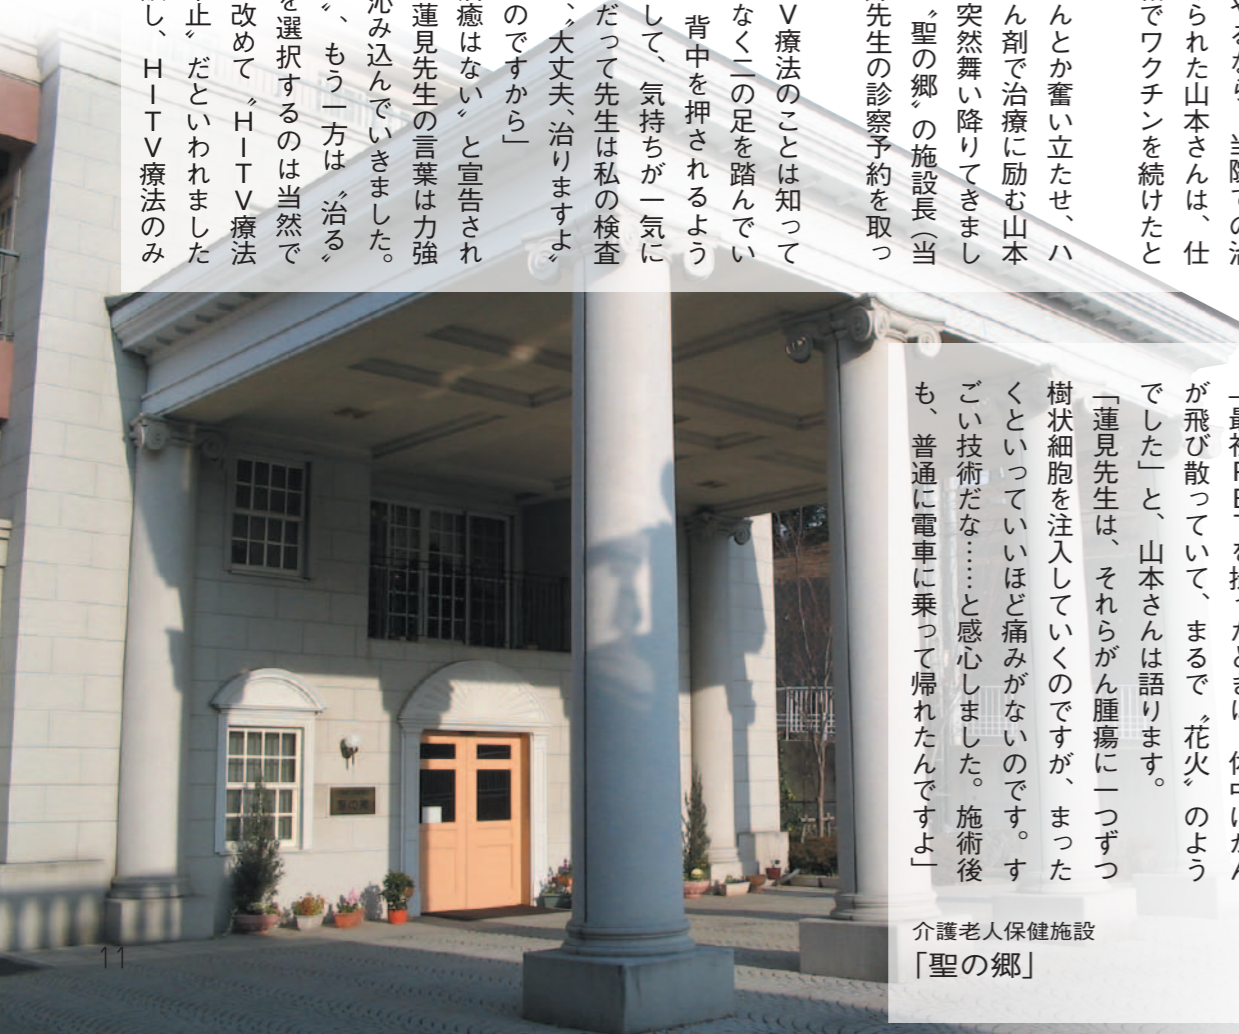 やるなら、当院での治
られた山本さんは、仕
でワクチンを続けたと
んとか奮い立たせ、ハ
ん剤で治療に励む山本
突然舞い降りてきまし
〝聖の郷〟の施設長（当
先生の診察予約を取っ
Ｖ療法のことは知って
なく二の足を踏んでい
背中を押されるよう
して、気持ちが一気に
だって先生は私の検査
、〝大丈夫、治りますよ〟
のですから」
癒はない〟と宣告され
蓮見先生の言葉は力強
沁み込んでいきました。
〟、もう一方は〝治る〟
を選択するのは当然で
改めて〝ＨＩＴＶ療法
止〟だといわれました
し、ＨＩＴＶ療法のみ
が飛び散っていて、まるで〝花火〟のよう
でした」と、山本さんは語ります。
「蓮見先生は、それらがん腫瘍に一つずつ
樹状細胞を注入していくのですが、まった
くといっていいほど痛みがないのです。す
ごい技術だな……と感心しました。施術後
も、普通に電車に乗って帰れたんですよ」
介護老人保健施設
「聖の郷」
聖の郷
11